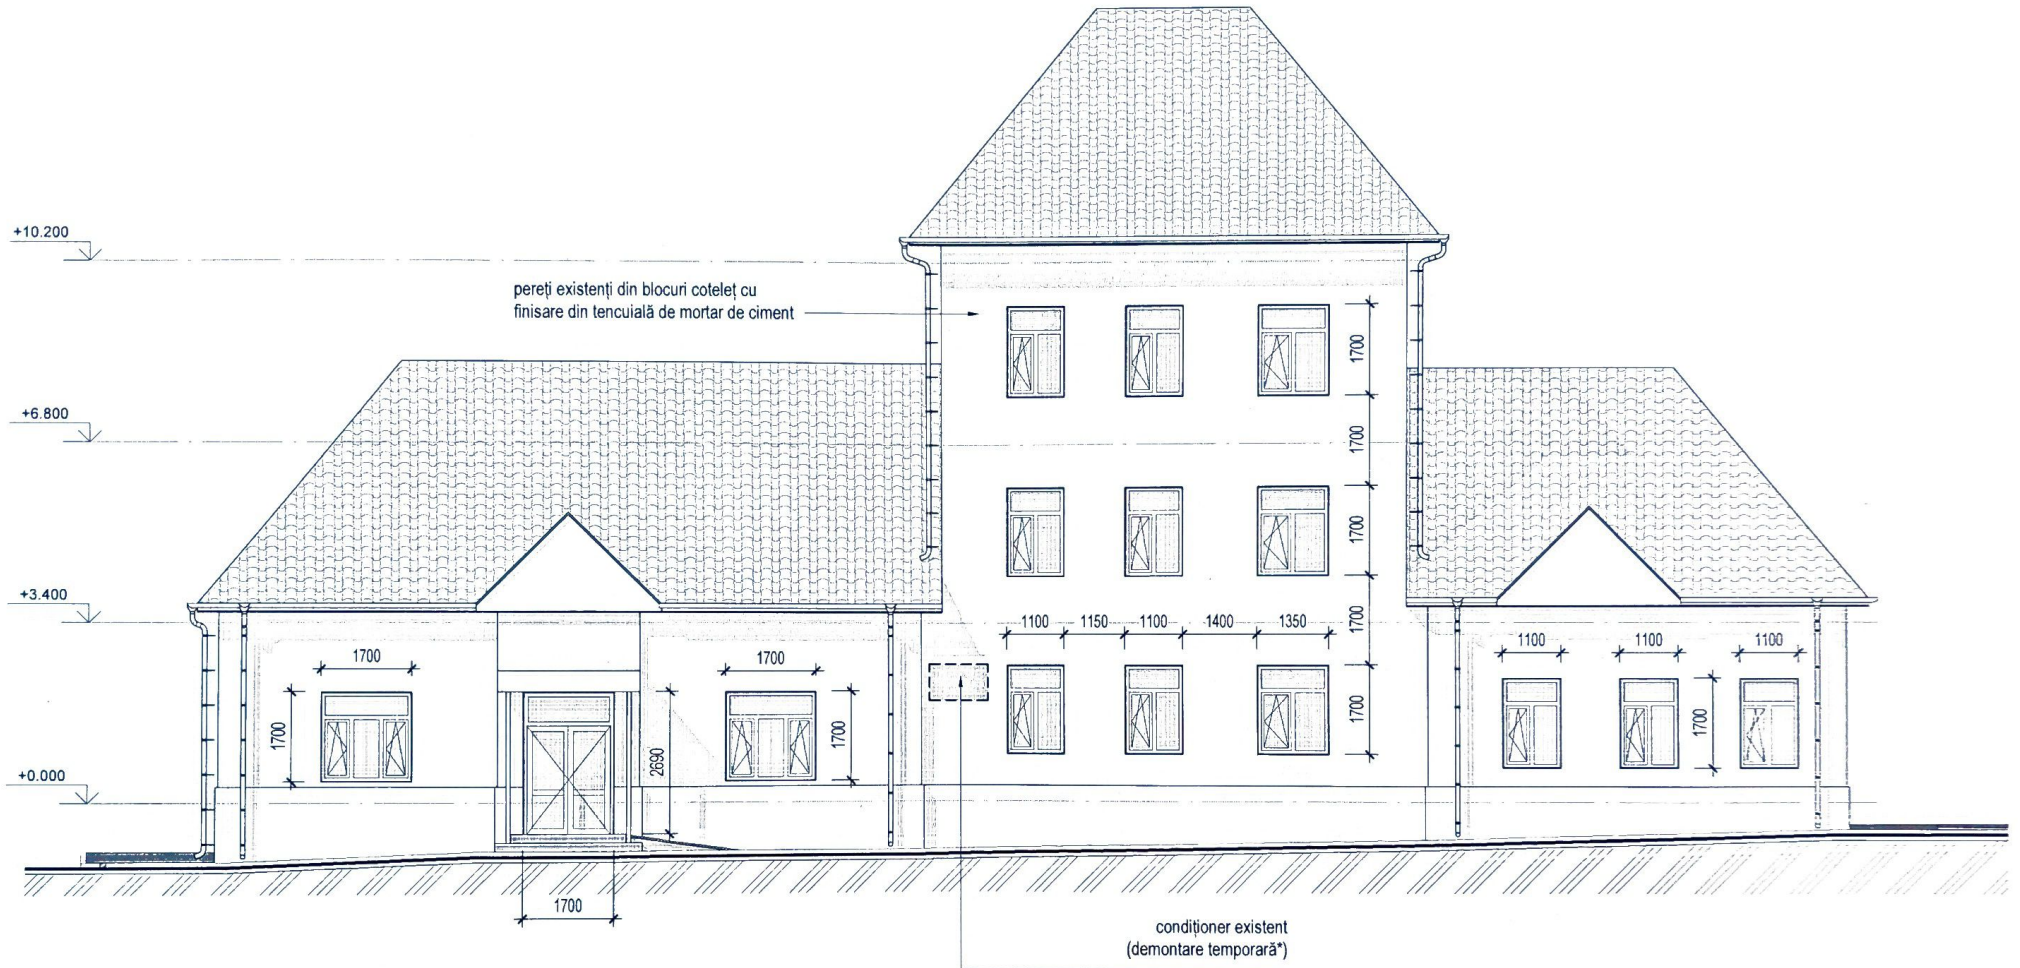 +10.200
pereți existenți din blocuri coteleț cu
finisare din tencuială de mortar de ciment
1700
+6.800
1700
1700
+3.400
1100 1150 1100 1400 1350
1700
1100 1100 1100
1700
1700
1700
2690
1700
1700
1700
+0.000
1700
condiționer existent
(demontare temporară*)